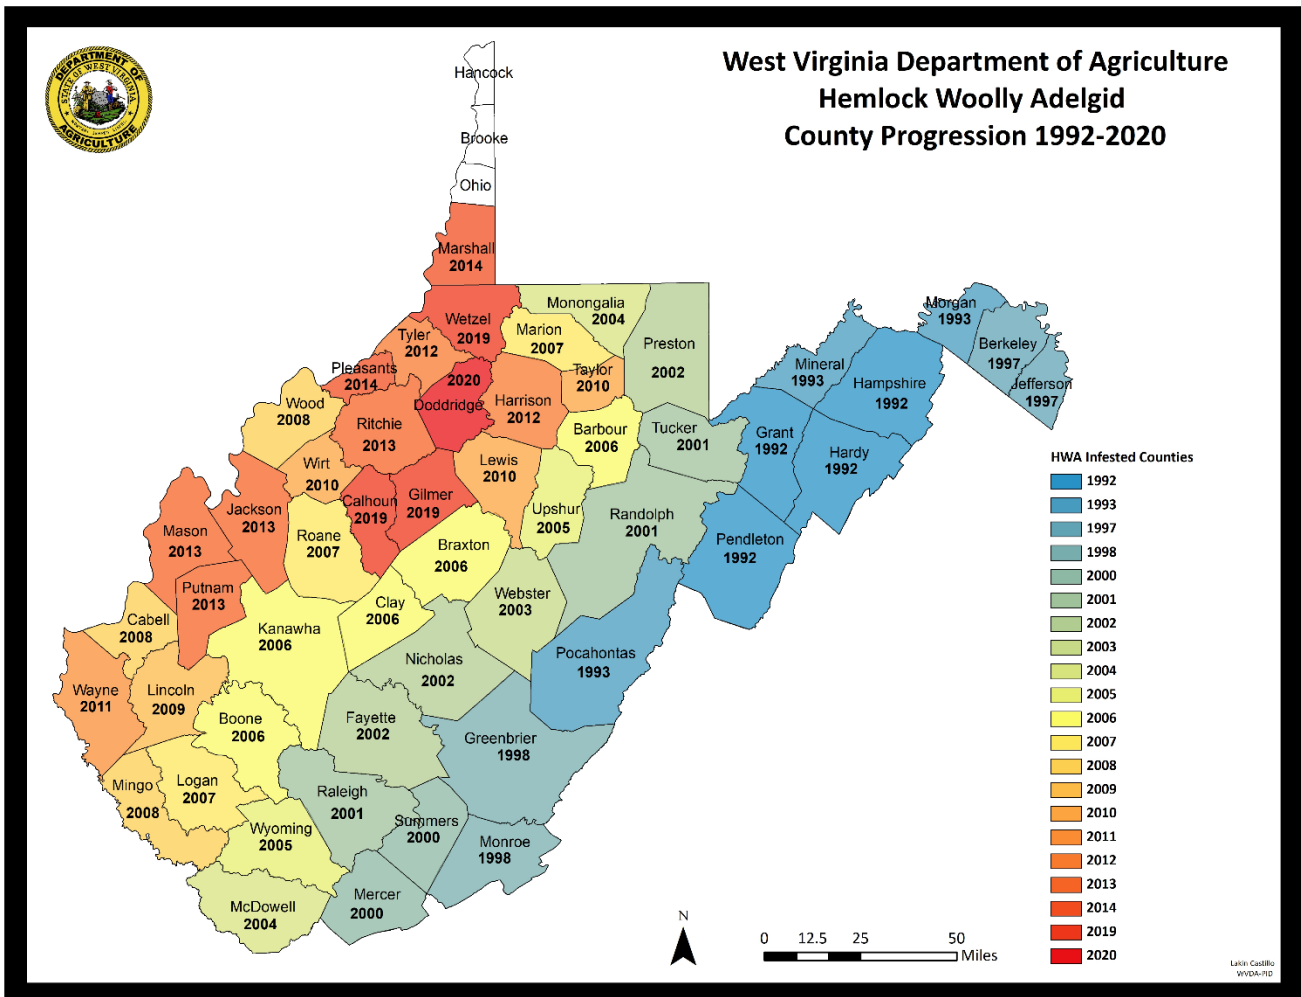 West Virginia Department of Agriculture
Hemlock Woolly Adelgid
County Progression 1992-2020
DEPARTMENT OF
STATE OF WEST VIRGINIA
AGRICULTURE
Hancock
Brooke
Ohio
Marshall
2014
Wetzel
2019
Monongalia
2004
Marion
2007
Preston
2002
Tyler
2012
Pleasants
2014
2020
Doddridge
Harrison
2012
Taylor
2010
Wood
2008
Ritchie
2013
Barbour
2006
Tucker
2001
Grant
1992
Mineral
1993
Hampshire
1992
Hardy
1992
Morgan
1993
Berkeley
1997
Jefferson
1997
Wirt
2010
Lewis
2010
Calhoun
2019
Gilmer
2019
Upshur
2005
Randolph
2001
Pendleton
1992
Jackson
2013
Mason
2013
Roane
2007
Braxton
2006
Putnam
2013
Clay
2006
Webster
2003
Cabell
2008
Kanawha
2006
Nicholas
2002
Pocahontas
1993
Wayne
2011
Lincoln
2009
Boone
2006
Fayette
2002
Greenbrier
1998
Mingo
2008
Logan
2007
Raleigh
2001
Summers
2000
Monroe
1998
Wyoming
2005
McDowell
2004
Mercer
2000
HWA Infested Counties
1992
1993
1997
1998
2000
2001
2002
2003
2004
2005
2006
2007
2008
2009
2010
2011
2012
2013
2014
2019
2020
N
0 12.5 25 50
Miles
Lakin Castillo
WVDA-PID